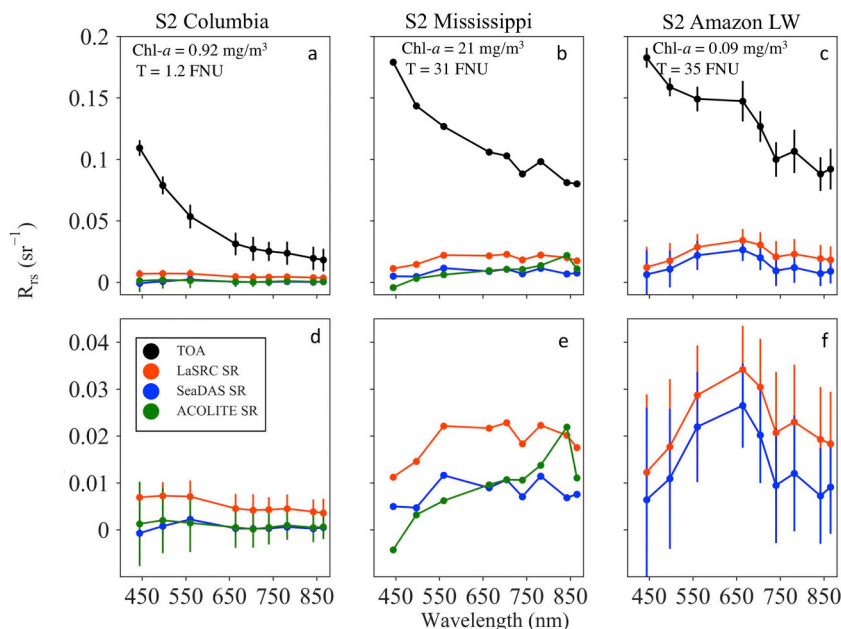 S2 Columbia
S2 Mississippi
S2 Amazon LW
0.2
0.15
0.1
0.05
0
Chl-a = 0.92 mg/m³
T = 1.2 FNU
a
Chl-a = 21 mg/m³
T = 31 FNU
b
Chl-a = 0.09 mg/m³
T = 35 FNU
c
R_rs (sr⁻¹)
0.04
0.03
0.02
0.01
0
d
TOA
LaSRC SR
SeaDAS SR
ACOLITE SR
e
f
450 550 650 750 850
450 550 650 750 850
450 550 650 750 850
Wavelength (nm)